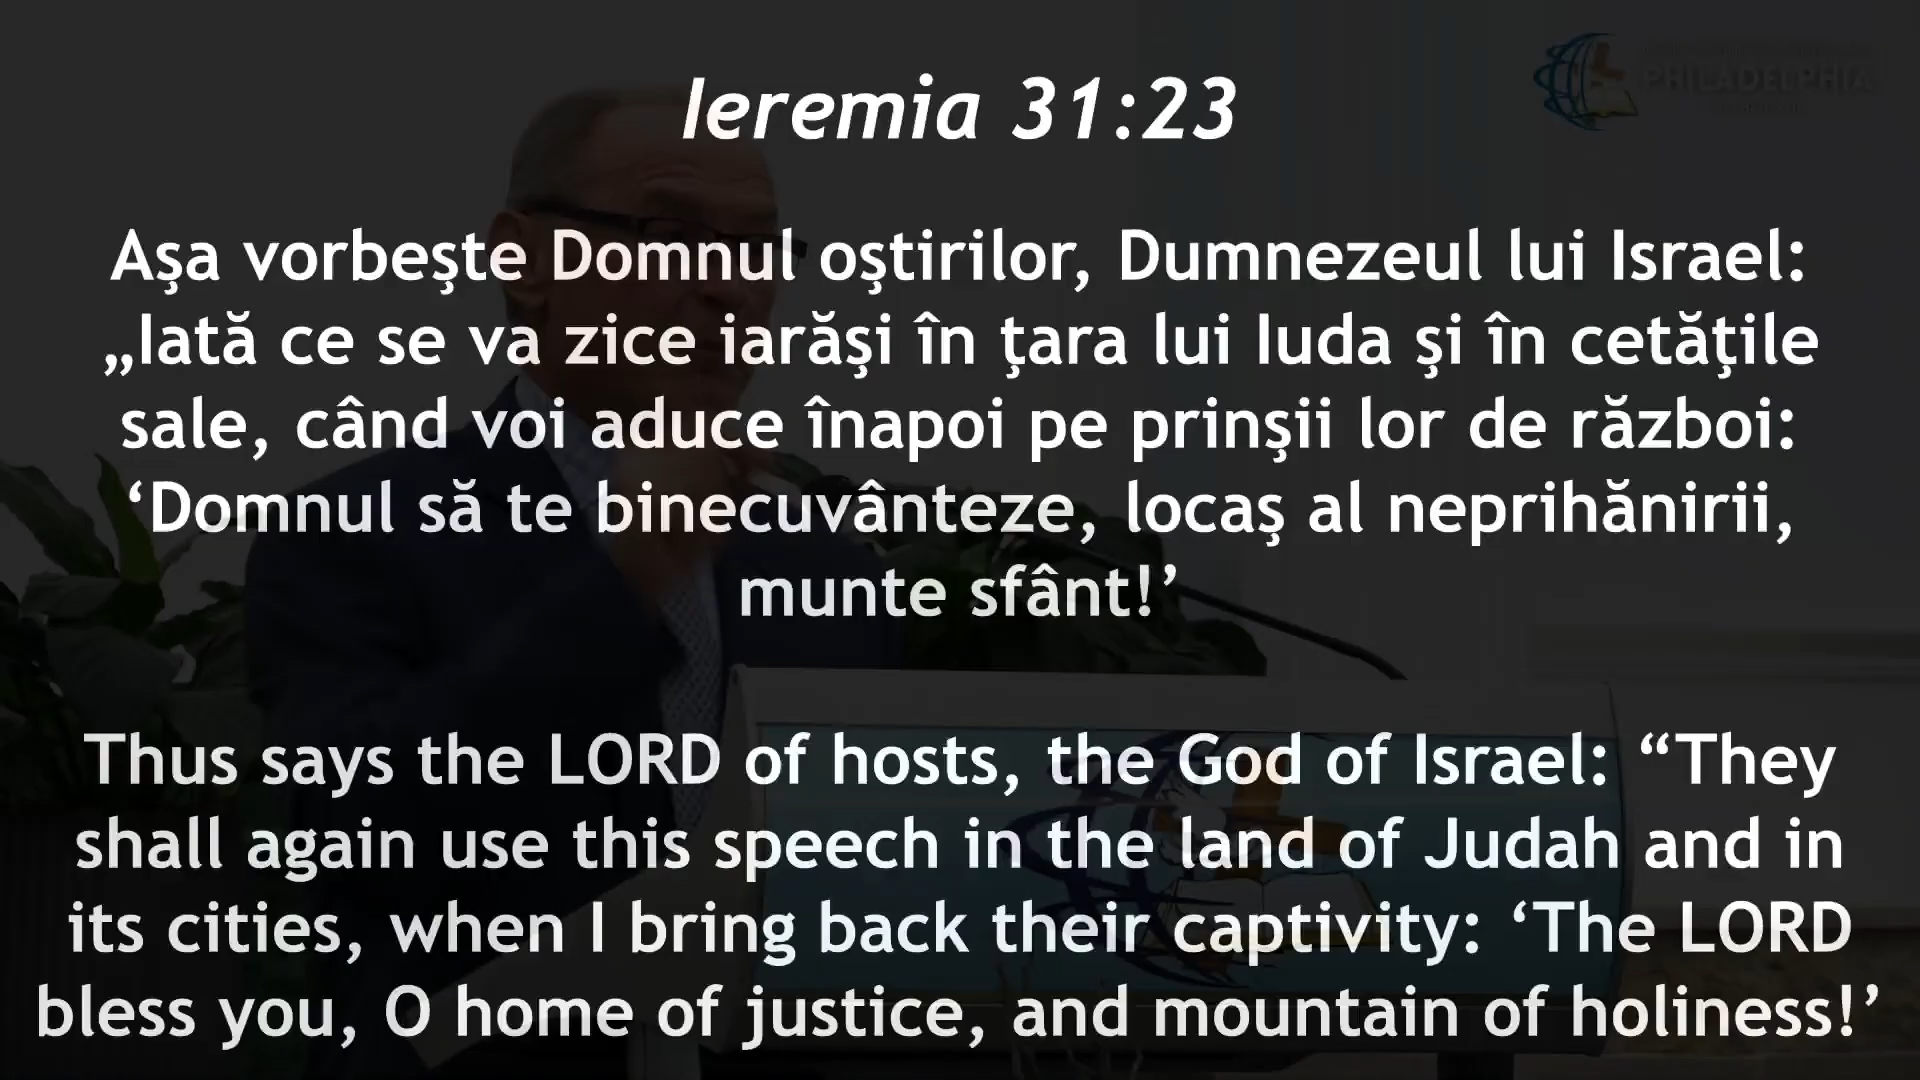 Ieremia 31:23
PHILADELPHIA
Aşa vorbeşte Domnul oştirilor, Dumnezeul lui Israel:
„Iată ce se va zice iarăşi în ţara lui Iuda şi în cetăţile
sale, când voi aduce înapoi pe prinşii lor de război:
‘Domnul să te binecuvânteze, locaş al neprihănirii,
munte sfânt!’
Thus says the LORD of hosts, the God of Israel: “They
shall again use this speech in the land of Judah and in
its cities, when I bring back their captivity: ‘The LORD
bless you, O home of justice, and mountain of holiness!’